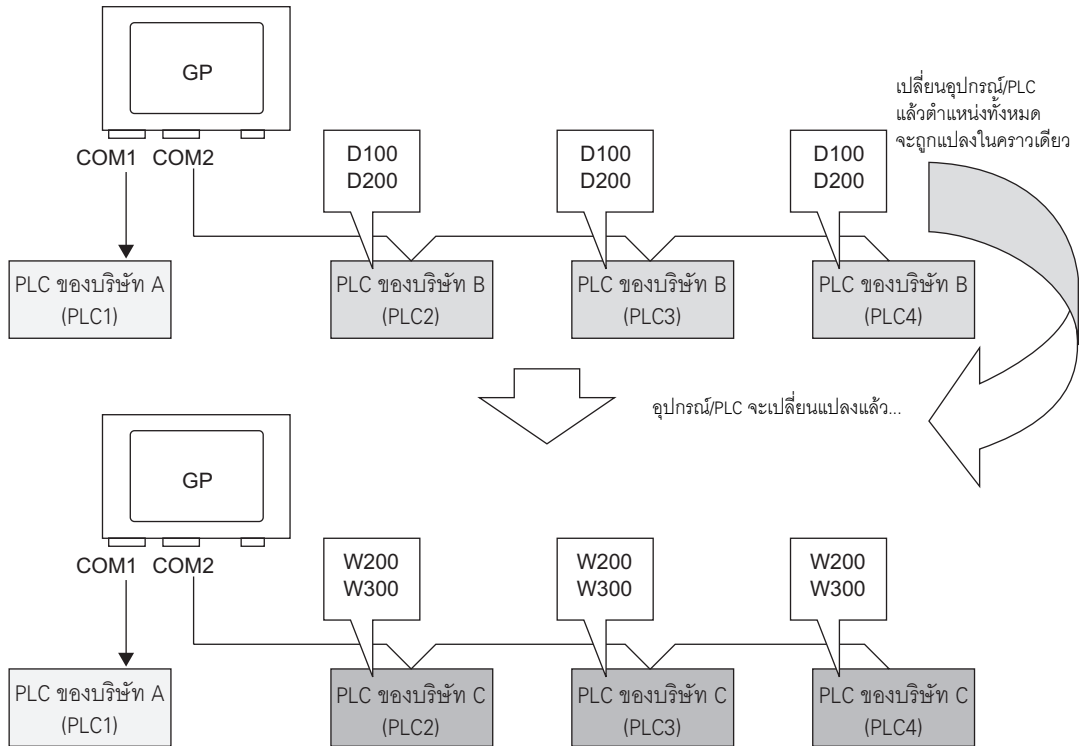 GP
COM1 COM2
D100
D200
D100
D200
D100
D200
เปลี่ยนอุปกรณ์/PLC
แล้วตำแหน่งทั้งหมด
จะถูกแปลงในคราวเดียว
PLC ของบริษัท A
(PLC1)
PLC ของบริษัท B
(PLC2)
PLC ของบริษัท B
(PLC3)
PLC ของบริษัท B
(PLC4)
อุปกรณ์/PLC จะเปลี่ยนแปลงแล้ว...
GP
COM1 COM2
W200
W300
W200
W300
W200
W300
PLC ของบริษัท A
(PLC1)
PLC ของบริษัท C
(PLC2)
PLC ของบริษัท C
(PLC3)
PLC ของบริษัท C
(PLC4)